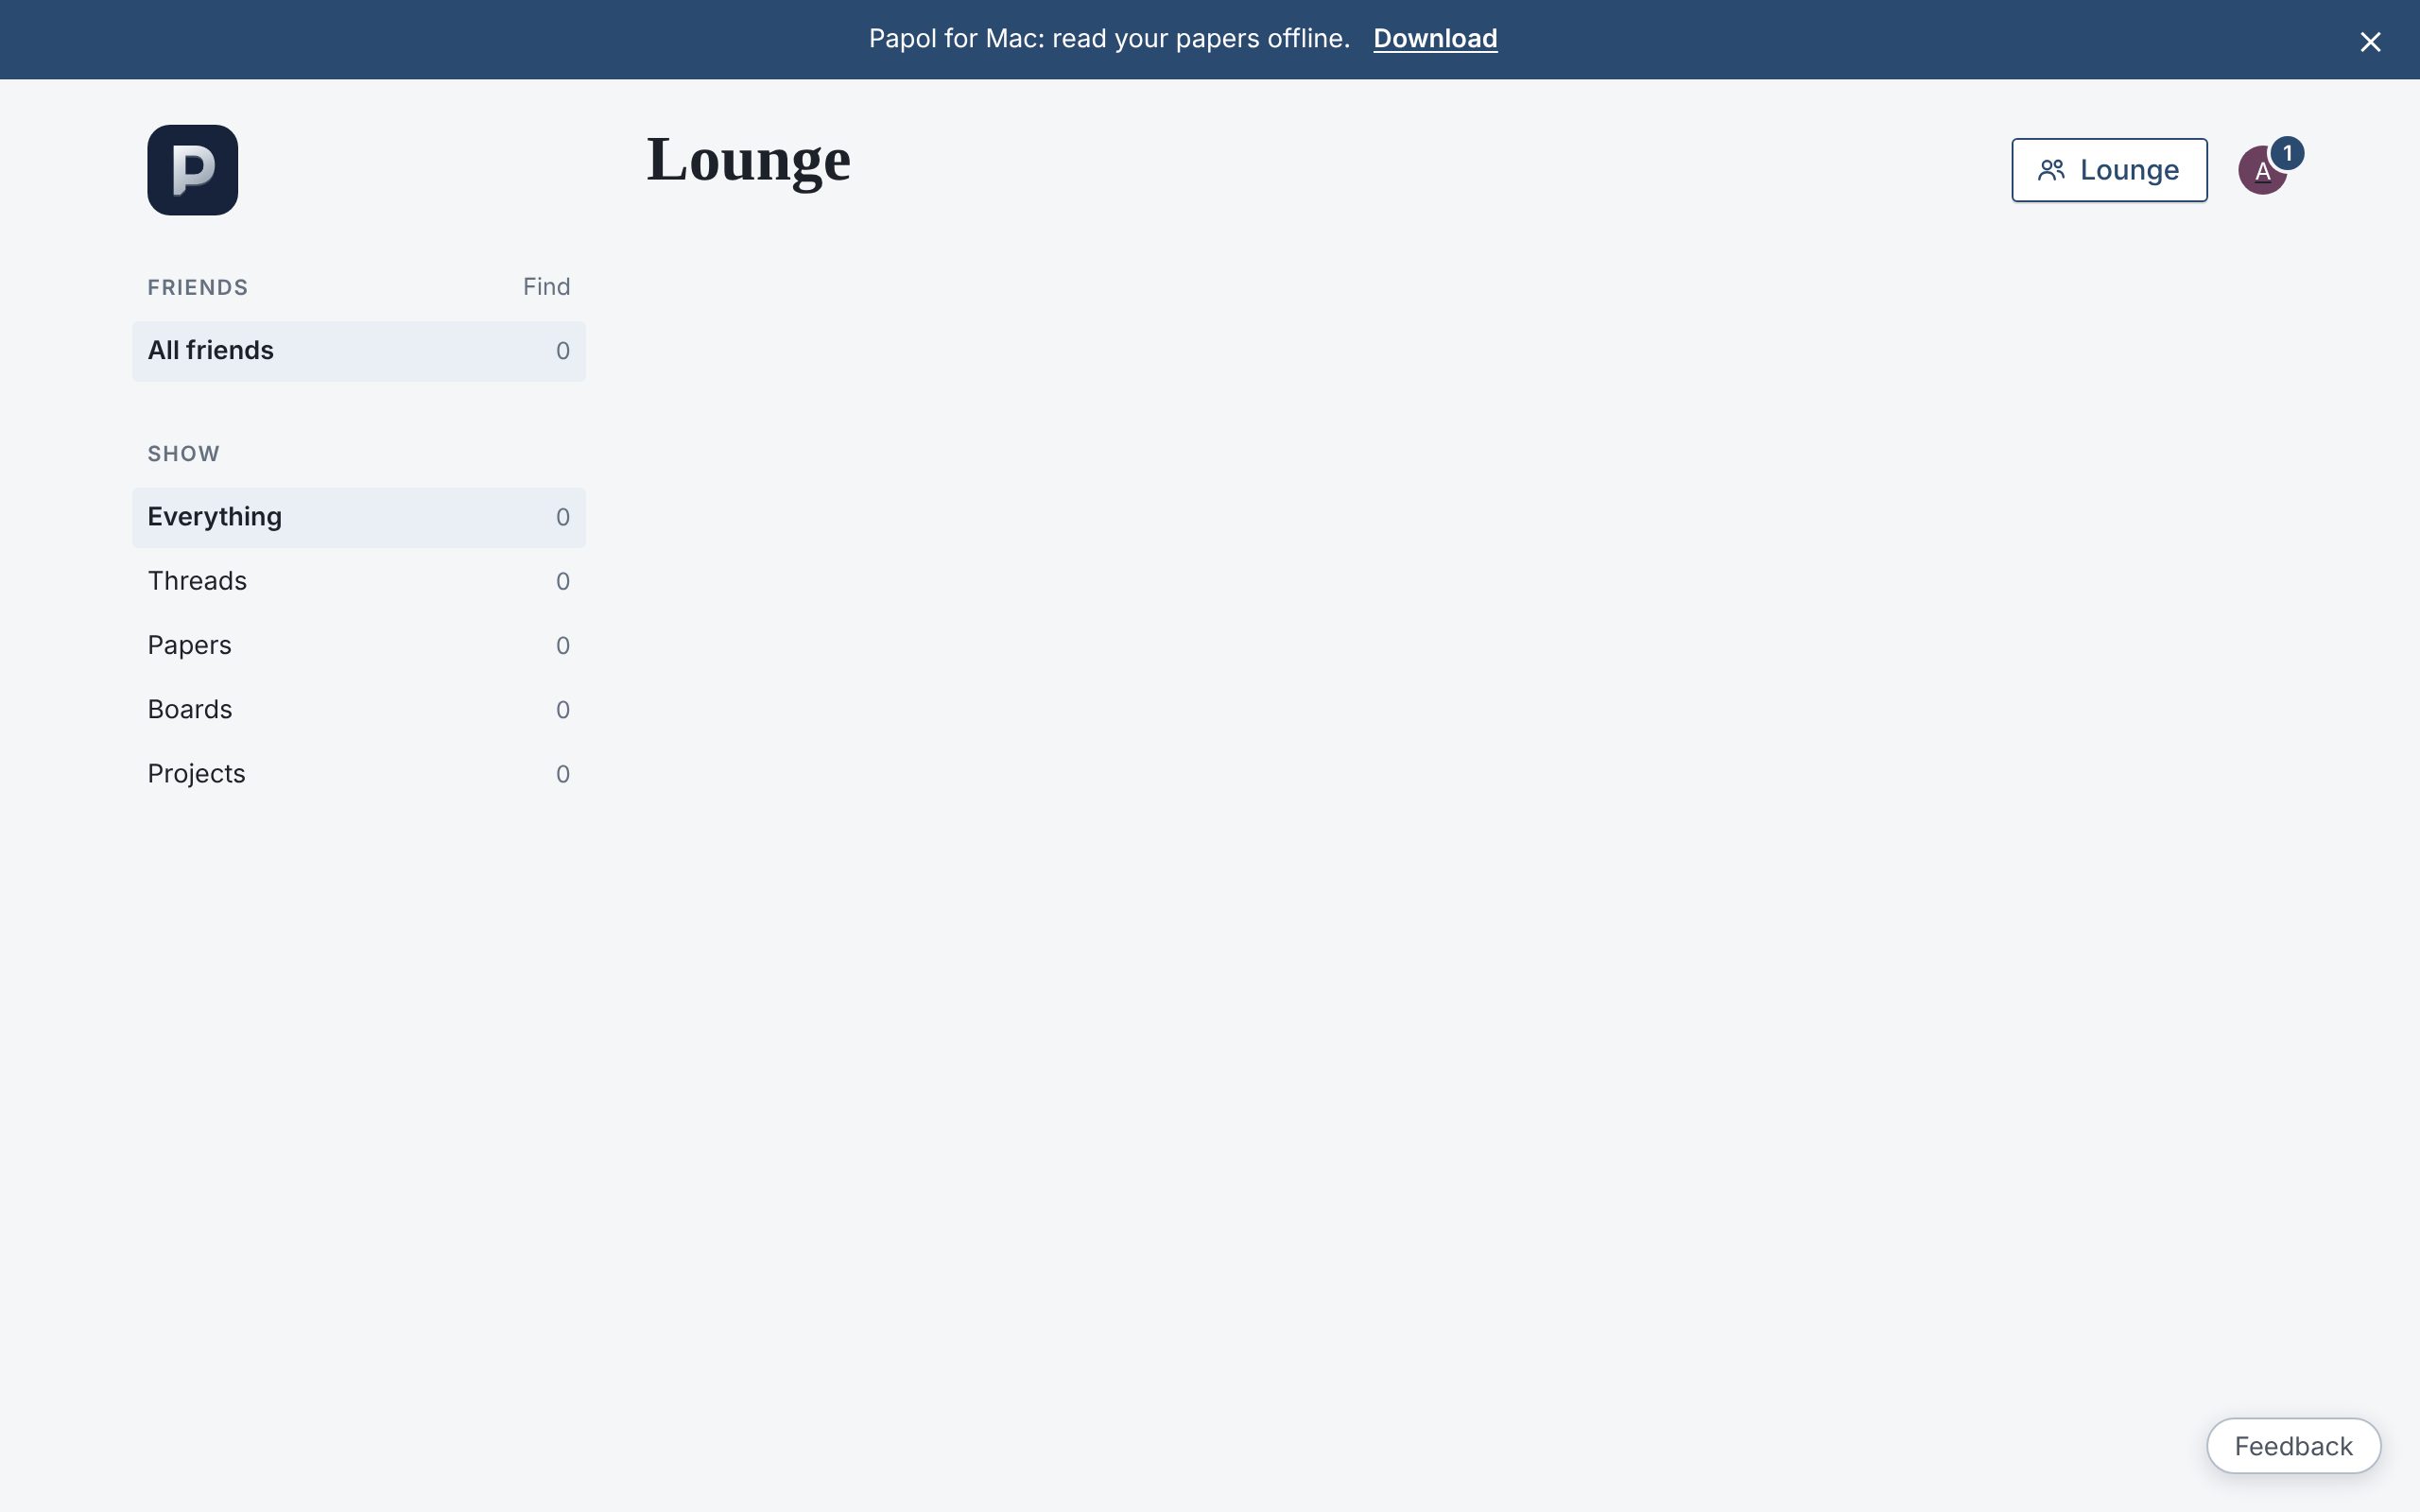 Papol for Mac: read your papers offline. Download
P
Lounge
Lounge
A
1
FRIENDS Find
All friends 0
SHOW
Everything 0
Threads 0
Papers 0
Boards 0
Projects 0
Feedback